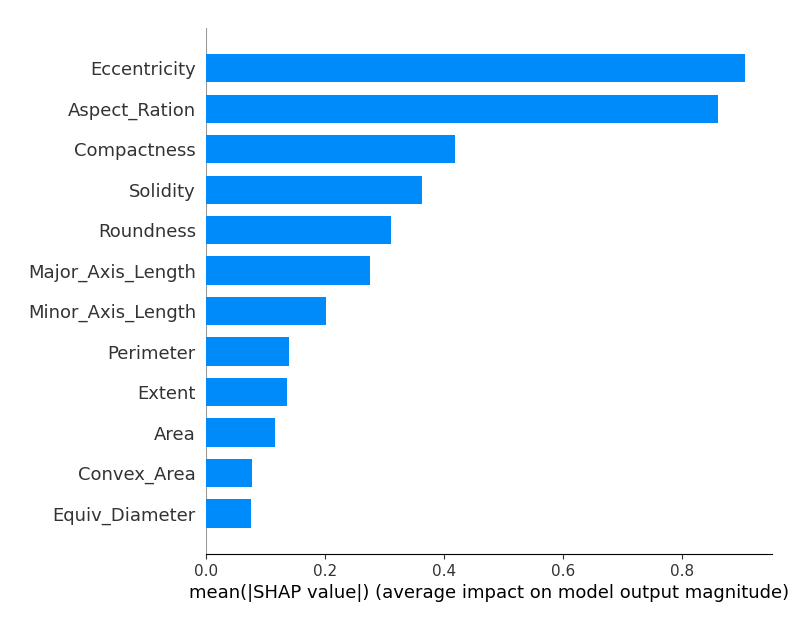 Eccentricity
Aspect_Ration
Compactness
Solidity
Roundness
Major_Axis_Length
Minor_Axis_Length
Perimeter
Extent
Area
Convex_Area
Equiv_Diameter
0.0 0.2 0.4 0.6 0.8
mean(|SHAP value|) (average impact on model output magnitude)